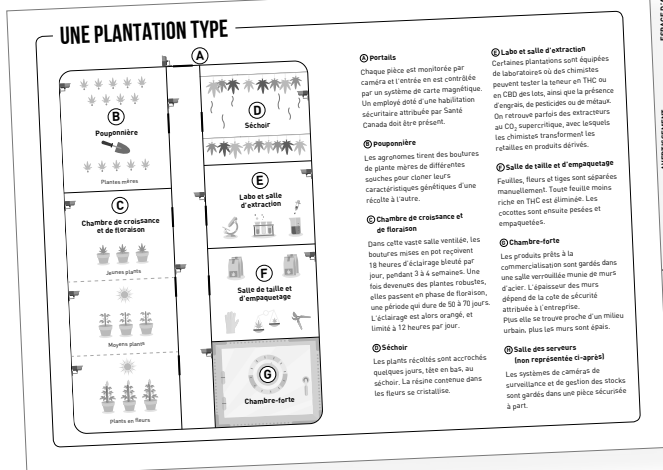 UNE PLANTATION TYPE
A
B
Pouponnière
Plantes mères
C
Chambre de croissance
et de floraison
Jeunes plants
Moyens plants
Plants en fleurs
D
Séchoir
E
Labo et salle
d'extraction
F
Salle de taille et
d'empaquetage
G
Chambre-forte
A Portails
Chaque pièce est monitorée par
caméra et l'entrée en est contrôlée
par un système de carte magnétique.
Un employé doté d'une habilitation
sécuritaire attribuée par Santé
Canada doit être présent.
B Pouponnière
Les agronomes tirent des boutures
de plante mères de différentes
souches pour cloner leurs
caractéristiques génétiques d'une
récolte à l'autre.
C Chambre de croissance et
de floraison
Dans cette vaste salle ventilée, les
boutures mises en pot reçoivent
18 heures d'éclairage bleuté par
jour, pendant 3 à 4 semaines. Une
fois devenues des plantes robustes,
elles passent en phase de floraison,
une période qui dure de 50 à 70 jours.
L'éclairage est alors orangé, et
limité à 12 heures par jour.
D Séchoir
Les plants récoltés sont accrochés
quelques jours, tête en bas, au
séchoir. La résine contenue dans
les fleurs se cristallise.
E Labo et salle d'extraction
Certaines plantations sont équipées
de laboratoires où des chimistes
peuvent tester la teneur en THC ou
en CBD des lots, ainsi que la présence
d'engrais, de pesticides ou de métaux.
On retrouve parfois des extracteurs
au CO₂ supercritique, avec lesquels
les chimistes transforment les
retailles en produits dérivés.
F Salle de taille et d'empaquetage
Feuilles, fleurs et tiges sont séparées
manuellement. Toute feuille moins
riche en THC est éliminée. Les
cocottes sont ensuite pesées et
empaquetées.
G Chambre-forte
Les produits prêts à la
commercialisation sont gardés dans
une salle verrouillée munie de murs
d'acier. L'épaisseur des murs
dépend de la cote de sécurité
attribuée à l'entreprise.
Plus elle se trouve proche d'un milieu
urbain, plus les murs sont épais.
H Salle des serveurs
(non représentée ci-après)
Les systèmes de caméras de
surveillance et de gestion des stocks
sont gardés dans une pièce sécurisée
à part.